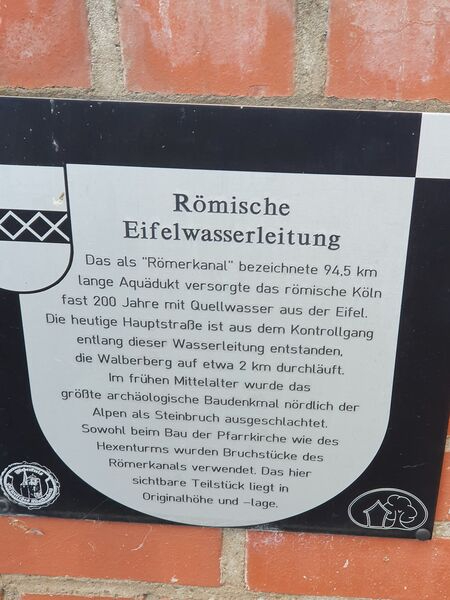 Römische
Eifelwasserleitung
Das als "Römerkanal" bezeichnete 94,5 km
lange Aquädukt versorgte das römische Köln
fast 200 Jahre mit Quellwasser aus der Eifel.
Die heutige Hauptstraße ist aus dem Kontrollgang
entlang dieser Wasserleitung entstanden,
die Walberberg auf etwa 2 km durchläuft.
Im frühen Mittelalter wurde das
größte archäologische Baudenkmal nördlich der
Alpen als Steinbruch ausgeschlachtet.
Sowohl beim Bau der Pfarrkirche wie des
Hexenturms wurden Bruchstücke des
Römerkanals verwendet. Das hier
sichtbare Teilstück liegt in
Originalhöhe und -lage.